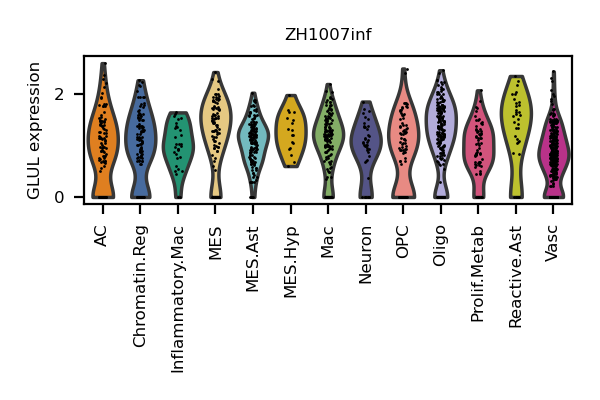 ZH1007inf
GLUL expression
2
0
AC
Chromatin.Reg
Inflammatory.Mac
MES
MES.Ast
MES.Hyp
Mac
Neuron
OPC
Oligo
Prolif.Metab
Reactive.Ast
Vasc